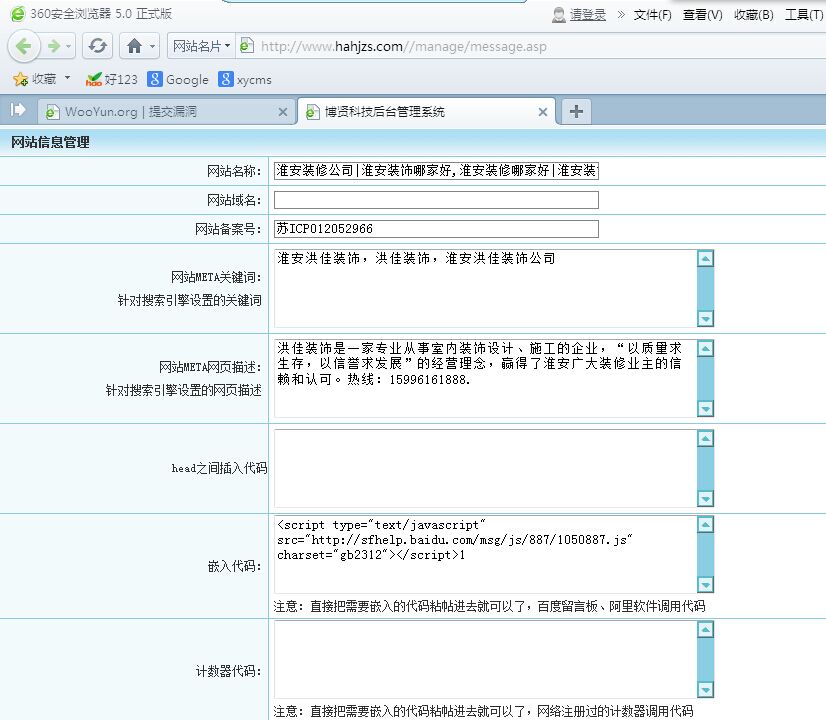 360安全浏览器 5.0 正式版
请登录 » 文件(F) 查看(V) 收藏(B) 工具(T)
网站名片 http://www.hahjzs.com//manage/message.asp
收藏 好123 Google xycms
WooYun.org | 提交漏洞 博贤科技后台管理系统
网站信息管理
网站名称： 淮安装修公司|淮安装饰哪家好,淮安装修哪家好|淮安装
网站域名：
网站备案号： 苏ICP012052966
网站META关键词：
针对搜索引擎设置的关键词
淮安洪佳装饰，洪佳装饰，淮安洪佳装饰公司
网站META网页描述：
针对搜索引擎设置的网页描述
洪佳装饰是一家专业从事室内装饰设计、施工的企业，“以质量求
生存，以信誉求发展”的经营理念，赢得了淮安广大装修业主的信
赖和认可。热线：15996161888.
head之间插入代码
嵌入代码：
<script type="text/javascript"
src="http://sfhelp.baidu.com/msg/js/887/1050887.js"
charset="gb2312"></script>1
注意：直接把需要嵌入的代码粘帖进去就可以了，百度留言板、阿里软件调用代码
计数器代码：
注意：直接把需要嵌入的代码粘帖进去就可以了，网络注册过的计数器调用代码